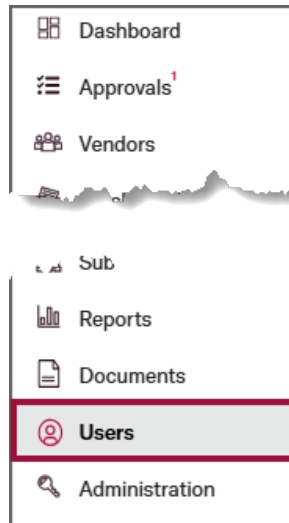 Dashboard
Approvals¹
Vendors
Sub
Reports
Documents
Users
Administration